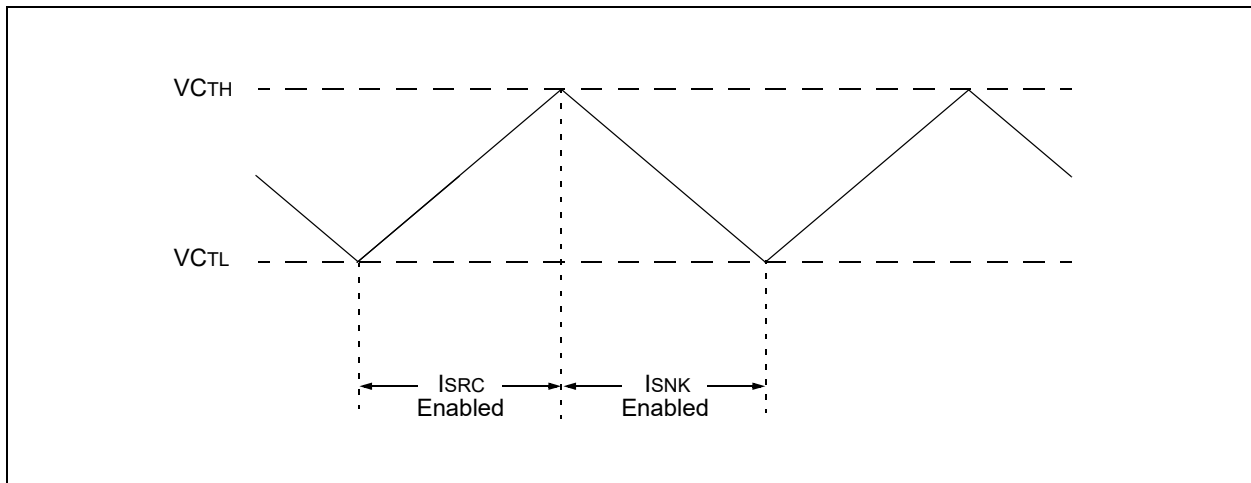 VCTH
VCTL
ISRC
Enabled
ISNK
Enabled